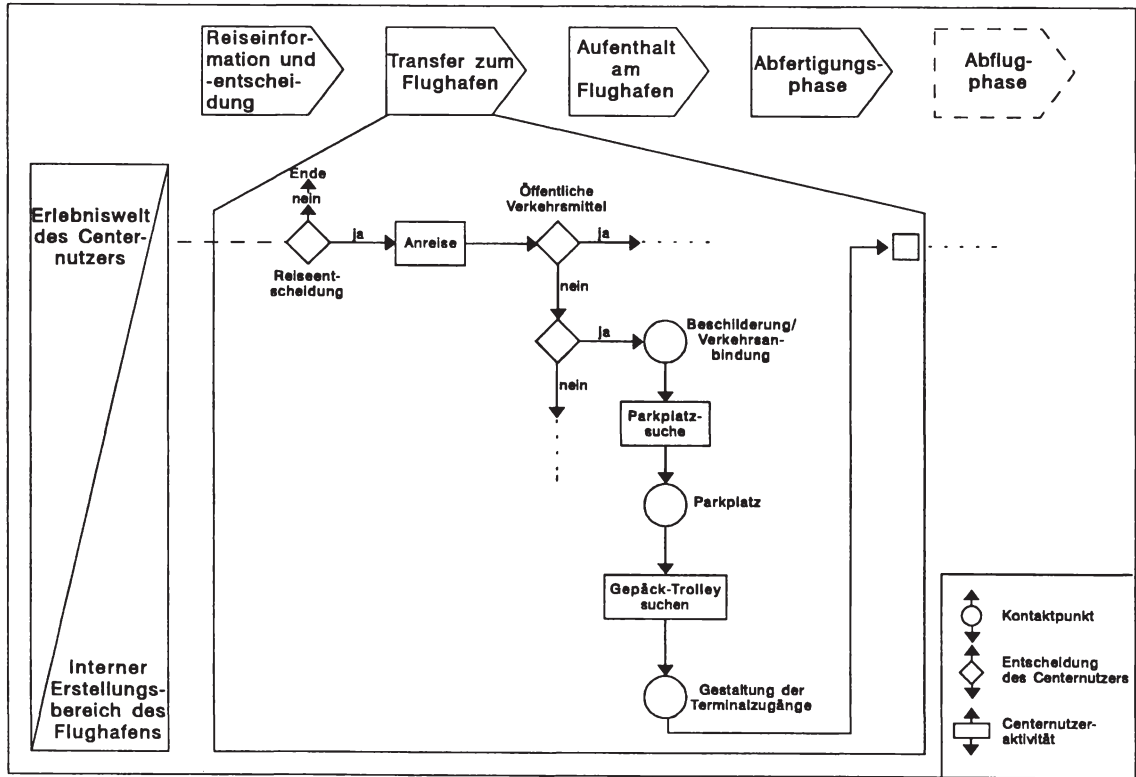 Reiseinfor-
mation und
-entschei-
dung
Transfer zum
Flughafen
Aufenthalt
am
Flughafen
Abfertigungs-
phase
Abflug-
phase
Erlebniswelt
des Center-
nutzers
Interner
Erstellungs-
bereich des
Flughafens
Ende
nein
ja
Reiseent-
scheidung
Anreise
Öffentliche
Verkehrsmittel
ja
nein
ja
Beschilderung/
Verkehrsan-
bindung
nein
Parkplatz-
suche
Parkplatz
Gepäck-Trolley
suchen
Gestaltung der
Terminalzugänge
Kontaktpunkt
Entscheidung
des Centernutzers
Centernutzer-
aktivität